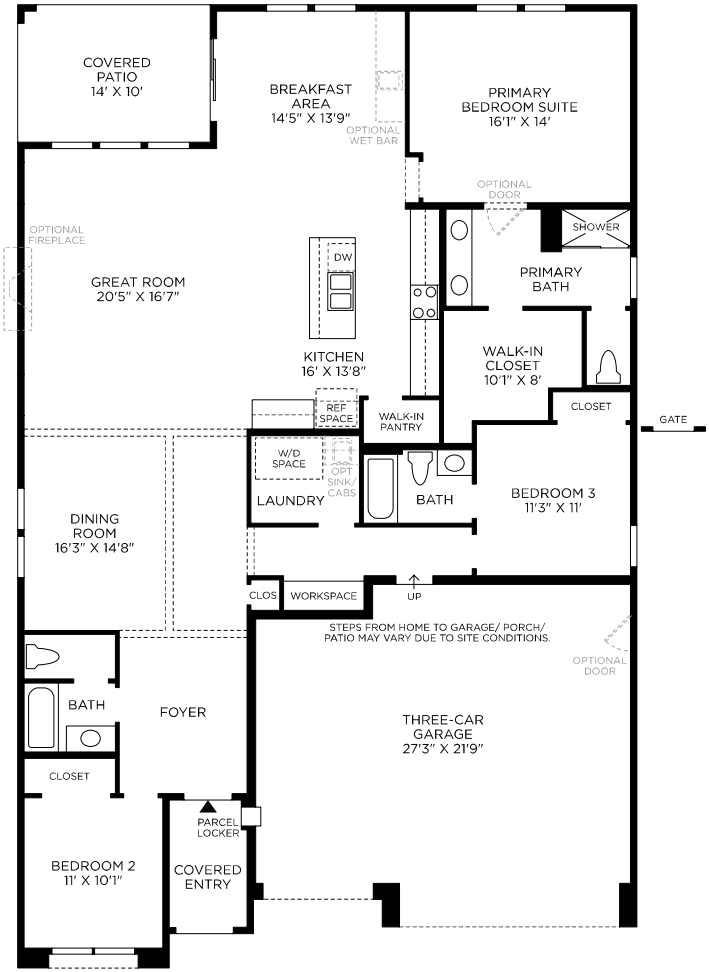 COVERED
PATIO
14' X 10'
BREAKFAST
AREA
14'5" X 13'9"
OPTIONAL
WET BAR
PRIMARY
BEDROOM SUITE
16'1" X 14'
OPTIONAL
DOOR
SHOWER
OPTIONAL
FIREPLACE
GREAT ROOM
20'5" X 16'7"
DW
PRIMARY
BATH
KITCHEN
16' X 13'8"
WALK-IN
CLOSET
10'1" X 8'
REF
SPACE
WALK-IN
PANTRY
CLOSET
GATE
W/D
SPACE
OPT
SINK/
CABS
LAUNDRY
BATH
BEDROOM 3
11'3" X 11'
DINING
ROOM
16'3" X 14'8"
CLOS
WORKSPACE
UP
STEPS FROM HOME TO GARAGE/ PORCH/
PATIO MAY VARY DUE TO SITE CONDITIONS.
OPTIONAL
DOOR
BATH
FOYER
THREE-CAR
GARAGE
27'3" X 21'9"
CLOSET
PARCEL
LOCKER
BEDROOM 2
11' X 10'1"
COVERED
ENTRY